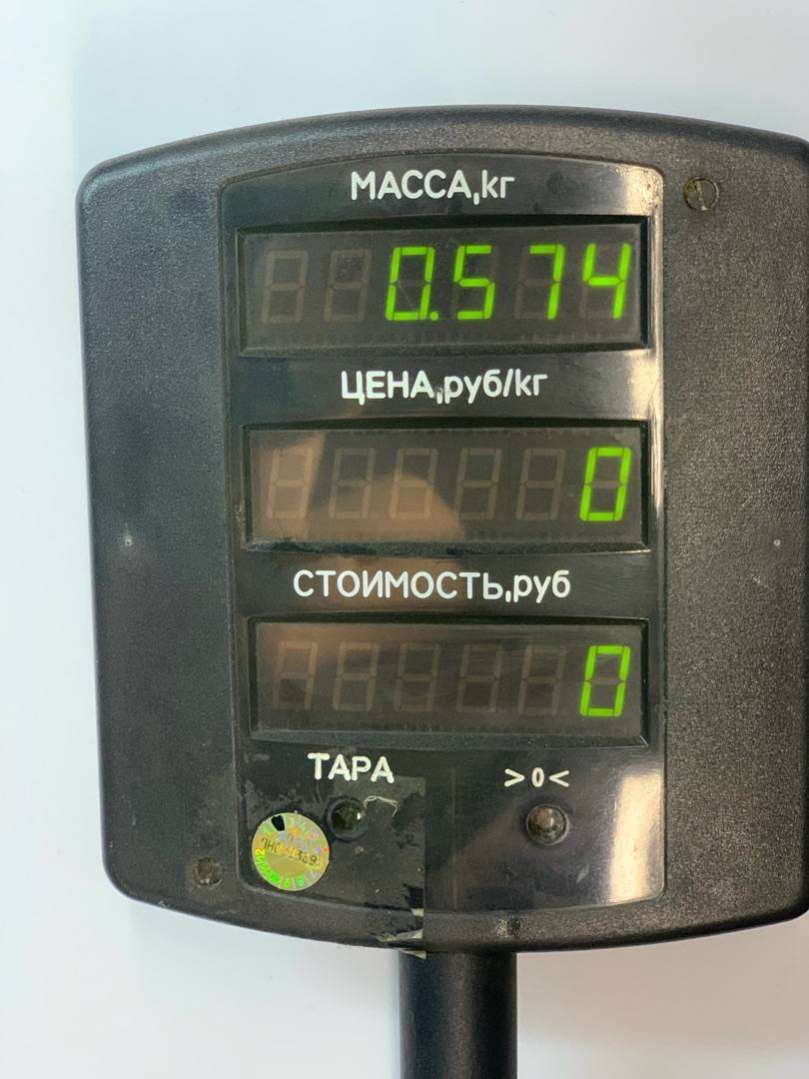 МАССА,кг
0.574
ЦЕНА,руб/кг
0
СТОИМОСТЬ,руб
0
ТАРА >0<